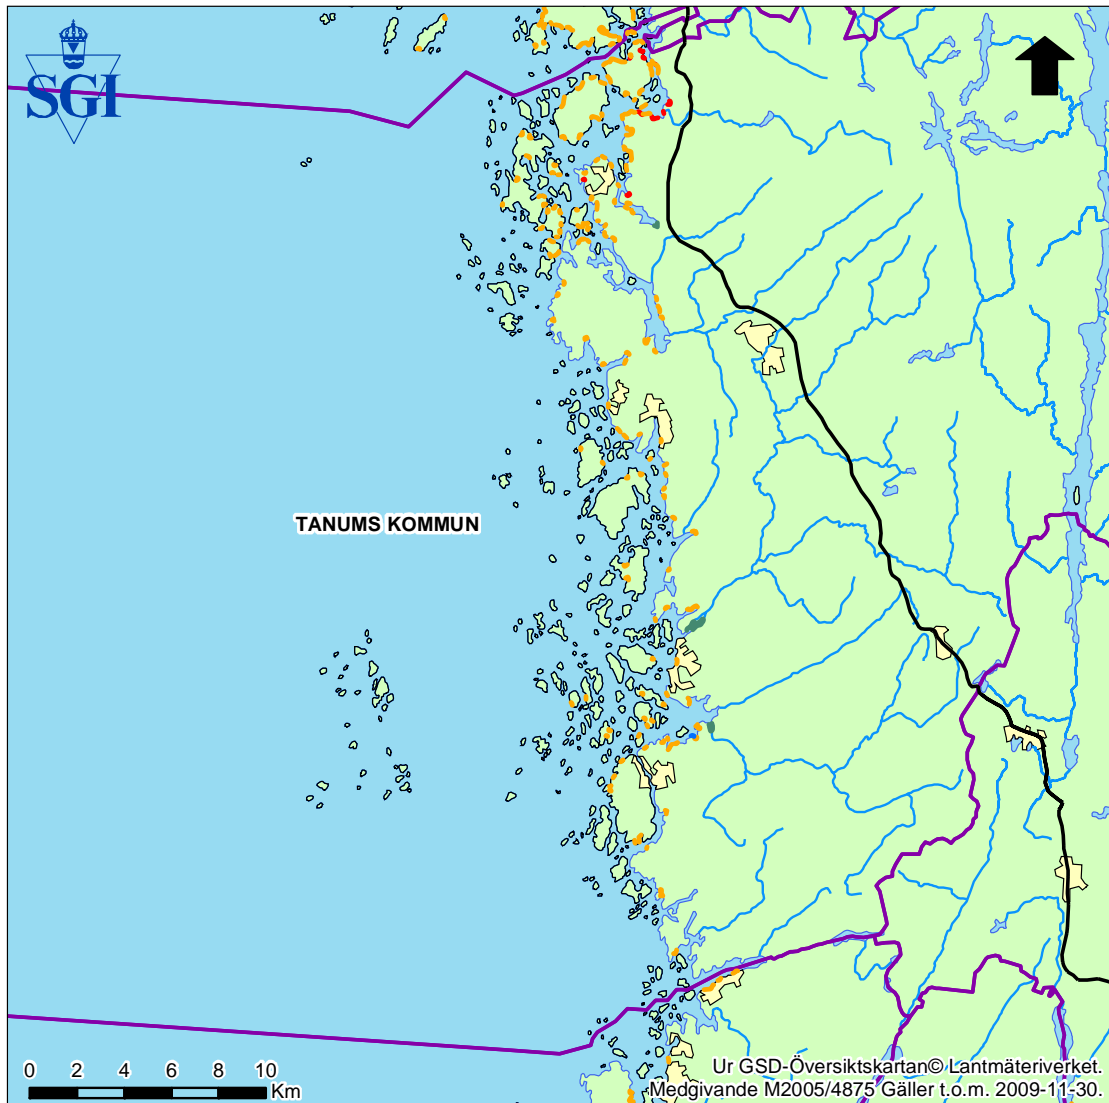 SGI
TANUMS KOMMUN
0 2 4 6 8 10
Km
Ur GSD-Översiktskartan© Lantmäteriverket.
Medgivande M2005/4875 Gäller t.o.m. 2009-11-30.